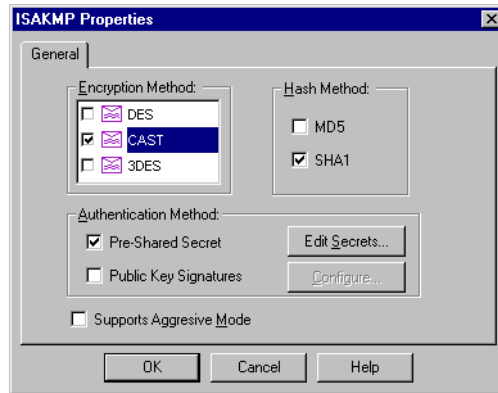 ISAKMP Properties
General
Encryption Method:
DES
CAST
3DES
Hash Method:
MD5
SHA1
Authentication Method:
Pre-Shared Secret
Edit Secrets...
Public Key Signatures
Configure...
Supports Aggresive Mode
OK
Cancel
Help